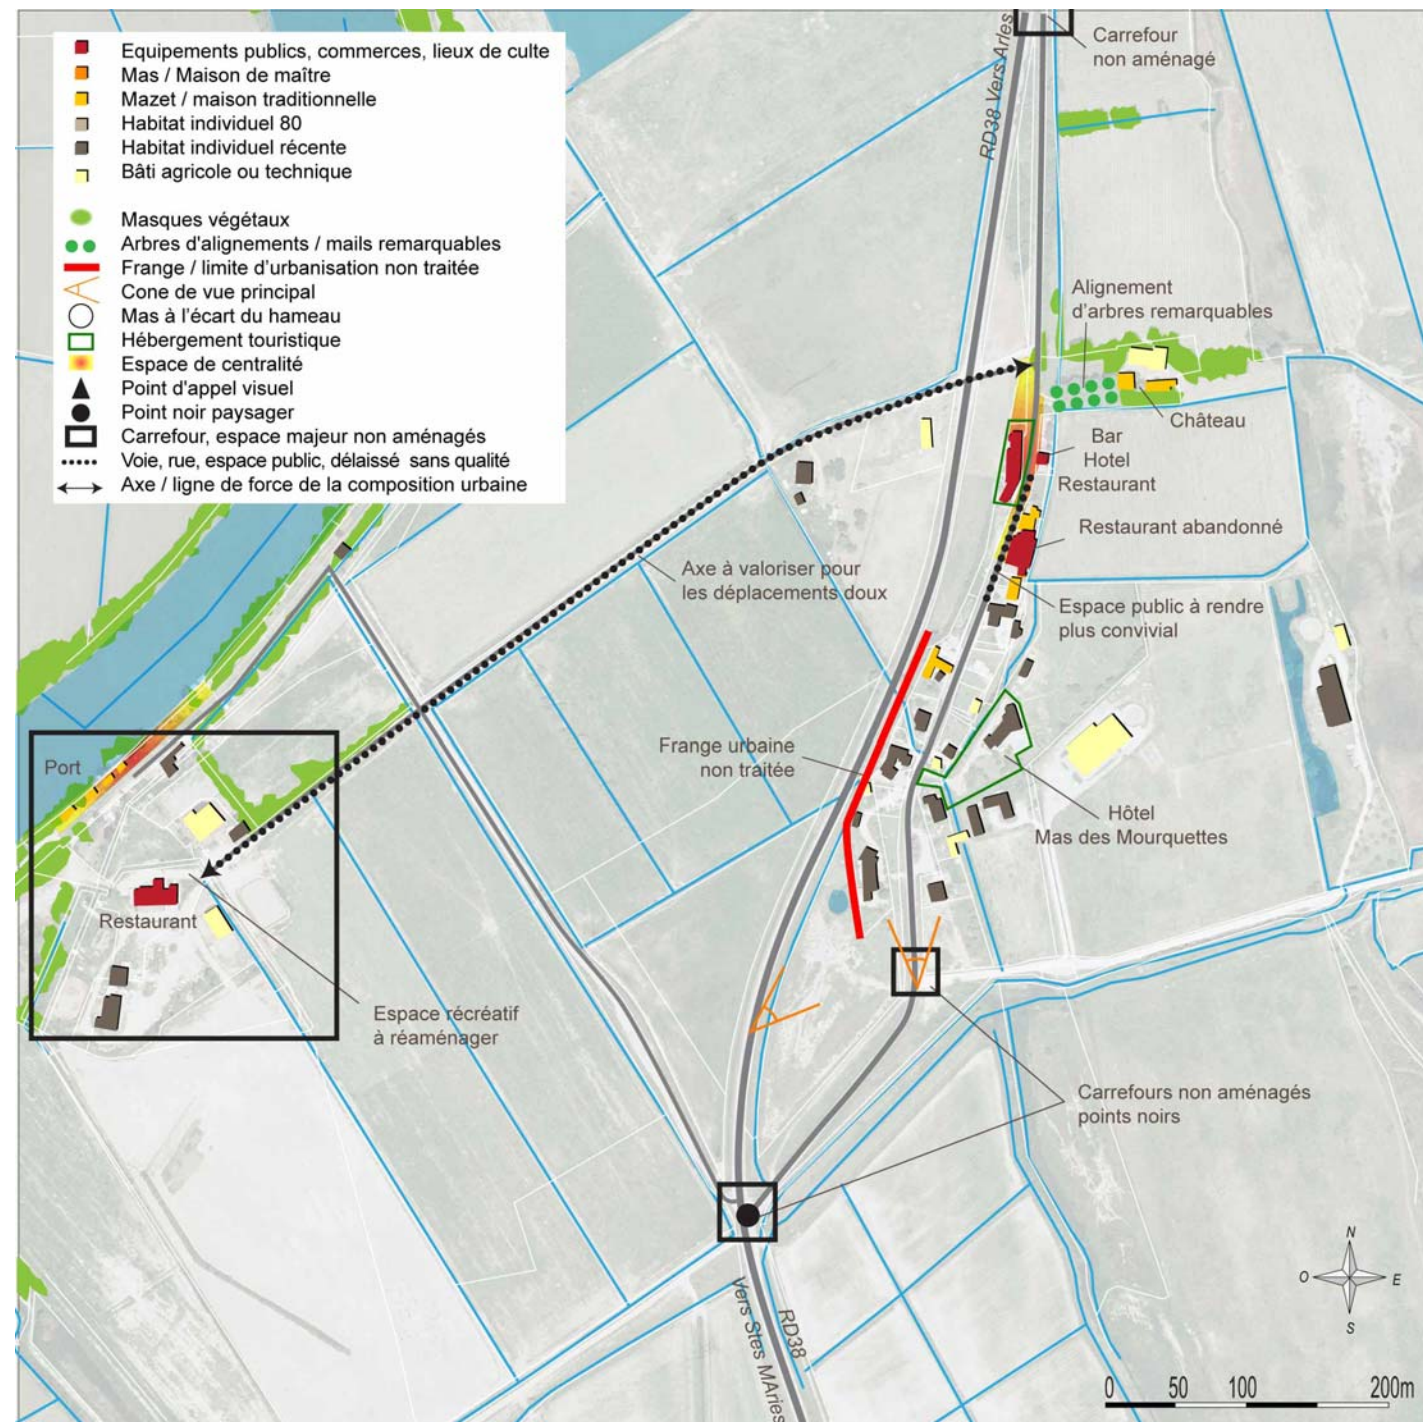 Equipements publics, commerces, lieux de culte
Mas / Maison de maître
Mazet / maison traditionnelle
Habitat individuel 80
Habitat individuel récente
Bâti agricole ou technique
Masques végétaux
Arbres d'alignements / mails remarquables
Frange / limite d'urbanisation non traitée
Cone de vue principal
Mas à l'écart du hameau
Hébergement touristique
Espace de centralité
Point d'appel visuel
Point noir paysager
Carrefour, espace majeur non aménagés
Voie, rue, espace public, délaissé sans qualité
Axe / ligne de force de la composition urbaine
RD38 Vers Arles
Carrefour
non aménagé
Alignement
d'arbres remarquables
Château
Bar
Hotel
Restaurant
Restaurant abandonné
Axe à valoriser pour
les déplacements doux
Espace public à rendre
plus convivial
Frange urbaine
non traitée
Port
Hôtel
Mas des Mourquettes
Restaurant
Espace récréatif
à réaménager
Carrefours non aménagés
points noirs
Vers Stes MAries
RD38
N
O
E
S
0 50 100 200m